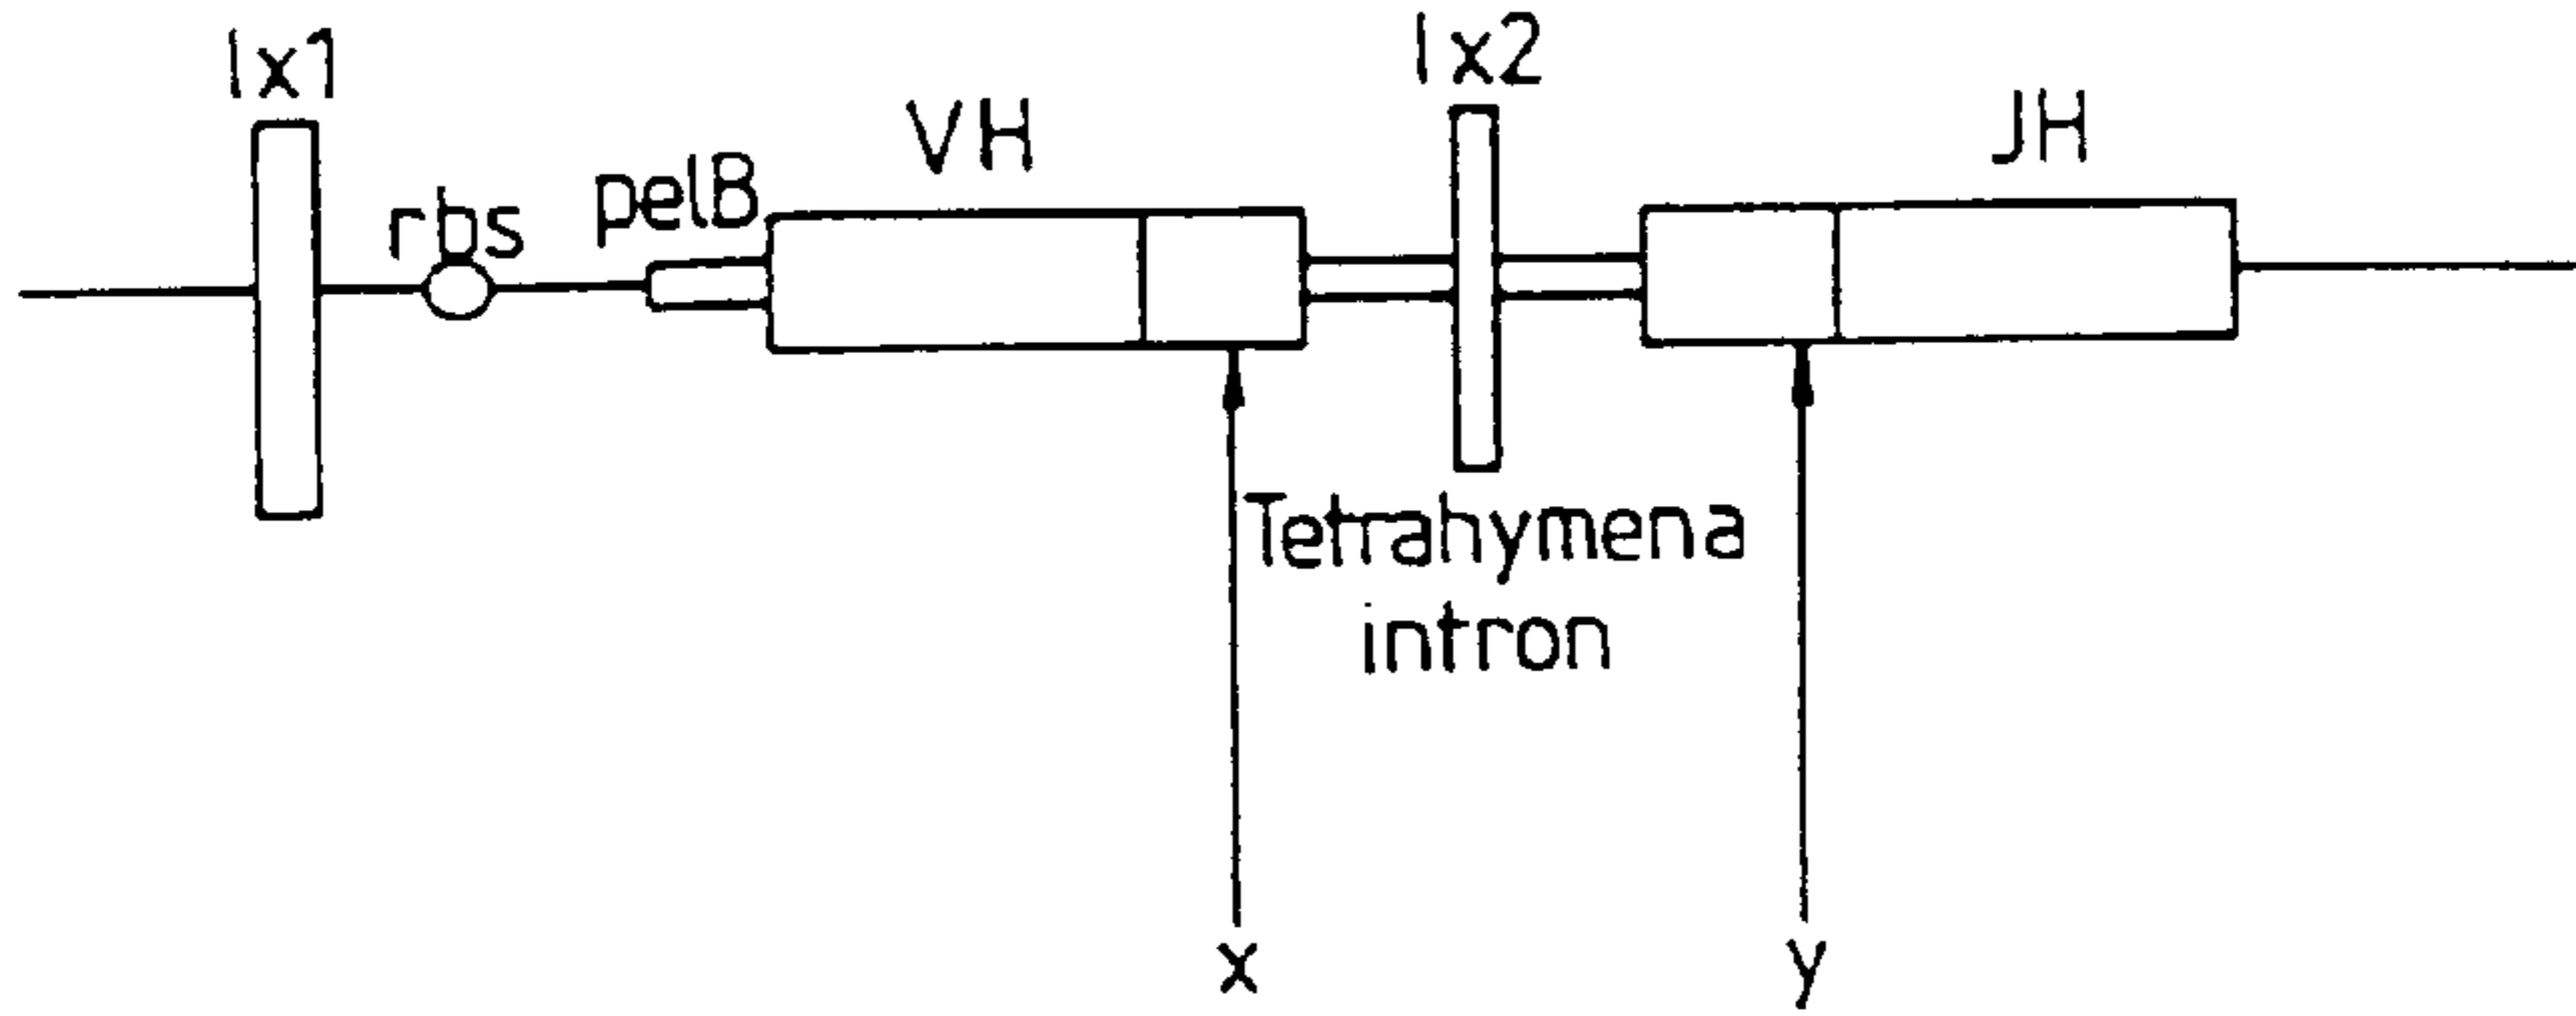 lx1
lx2
VH
JH
pelB
rbs
Tetrahymena
intron
x
y